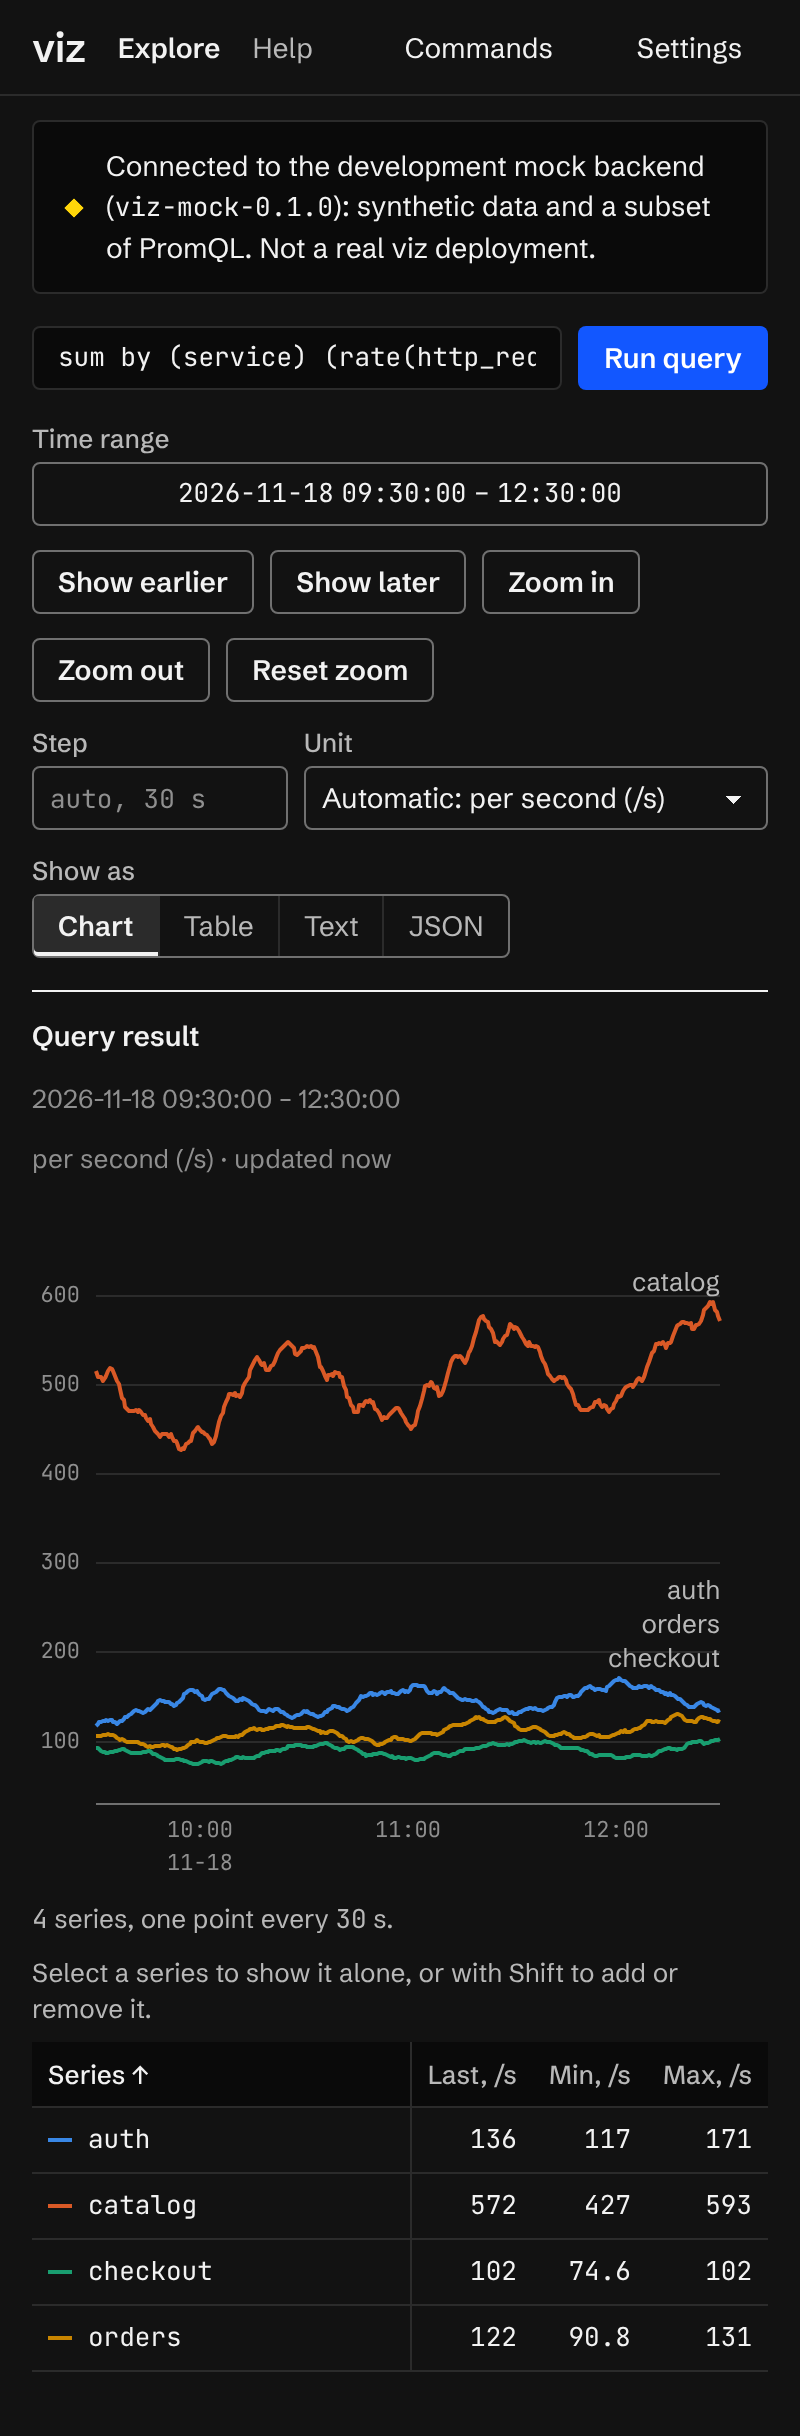 viz Explore Help Commands Settings
Connected to the development mock backend
(viz-mock-0.1.0): synthetic data and a subset
of PromQL. Not a real viz deployment.
sum by (service) (rate(http_rec Run query
Time range
2026-11-18 09:30:00 – 12:30:00
Show earlier Show later Zoom in
Zoom out Reset zoom
Step Unit
auto, 30 s Automatic: per second (/s)
Show as
Chart Table Text JSON
Query result
2026-11-18 09:30:00 – 12:30:00
per second (/s) · updated now
catalog
600
500
400
300
auth
orders
200
checkout
100
10:00 11:00 12:00
11-18
4 series, one point every 30 s.
Select a series to show it alone, or with Shift to add or
remove it.
Series ↑ Last, /s Min, /s Max, /s
auth 136 117 171
catalog 572 427 593
checkout 102 74.6 102
orders 122 90.8 131